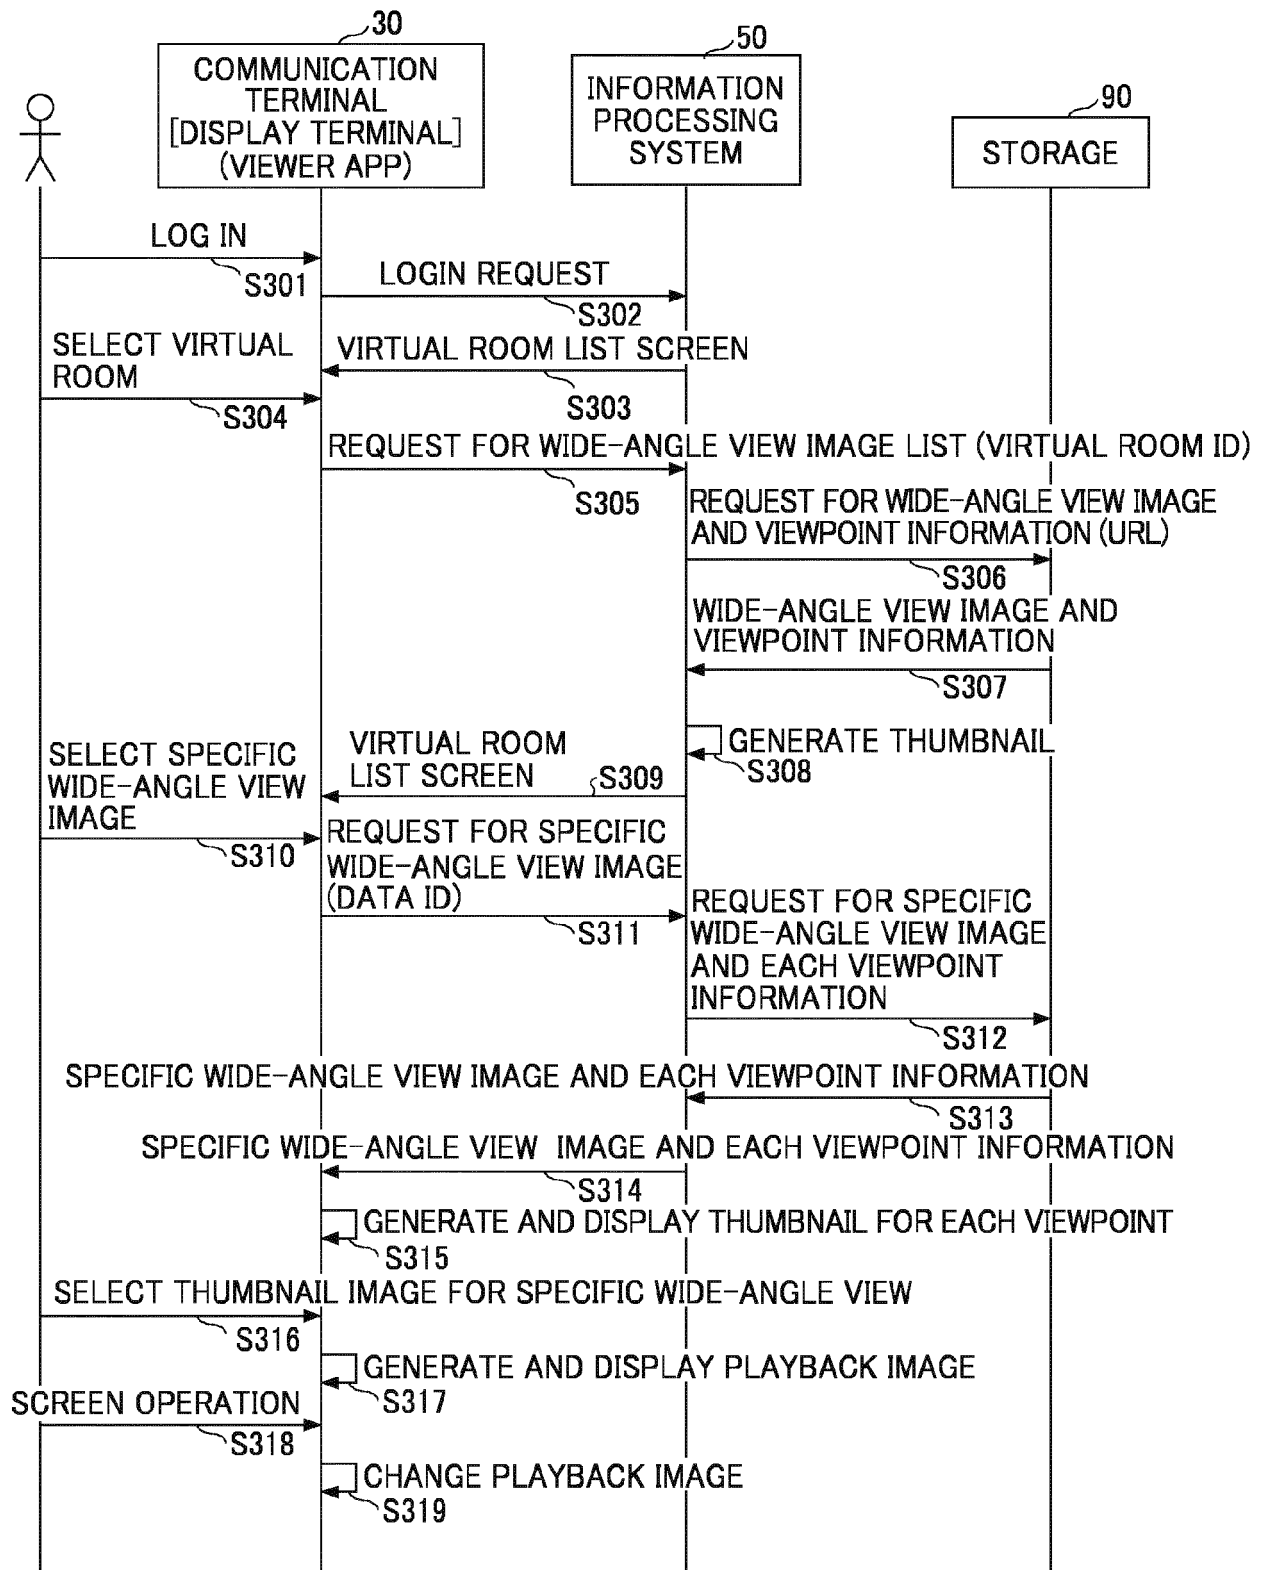 30
COMMUNICATION
TERMINAL
[DISPLAY TERMINAL]
(VIEWER APP)
50
INFORMATION
PROCESSING
SYSTEM
90
STORAGE
LOG IN
S301
LOGIN REQUEST
S302
SELECT VIRTUAL
ROOM
VIRTUAL ROOM LIST SCREEN
S303
S304
REQUEST FOR WIDE-ANGLE VIEW IMAGE LIST (VIRTUAL ROOM ID)
S305
REQUEST FOR WIDE-ANGLE VIEW IMAGE
AND VIEWPOINT INFORMATION (URL)
S306
WIDE-ANGLE VIEW IMAGE AND
VIEWPOINT INFORMATION
S307
GENERATE THUMBNAIL
S308
VIRTUAL ROOM
LIST SCREEN
S309
SELECT SPECIFIC
WIDE-ANGLE VIEW
IMAGE
S310
REQUEST FOR SPECIFIC
WIDE-ANGLE VIEW IMAGE
(DATA ID)
S311
REQUEST FOR SPECIFIC
WIDE-ANGLE VIEW IMAGE
AND EACH VIEWPOINT
INFORMATION
S312
SPECIFIC WIDE-ANGLE VIEW IMAGE AND EACH VIEWPOINT INFORMATION
S313
SPECIFIC WIDE-ANGLE VIEW IMAGE AND EACH VIEWPOINT INFORMATION
S314
GENERATE AND DISPLAY THUMBNAIL FOR EACH VIEWPOINT
S315
SELECT THUMBNAIL IMAGE FOR SPECIFIC WIDE-ANGLE VIEW
S316
GENERATE AND DISPLAY PLAYBACK IMAGE
S317
SCREEN OPERATION
S318
CHANGE PLAYBACK IMAGE
S319